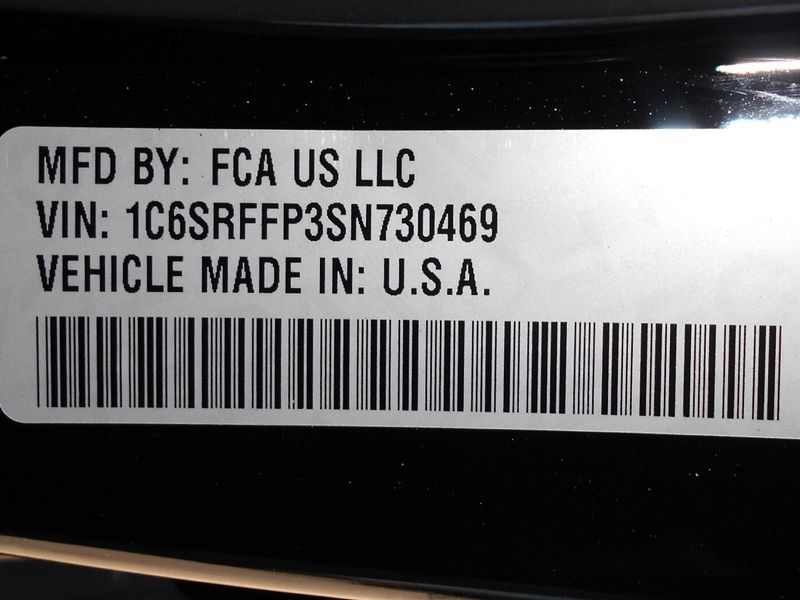 MFD BY: FCA US LLC
VIN: 1C6SRFFP3SN730469
VEHICLE MADE IN: U.S.A.